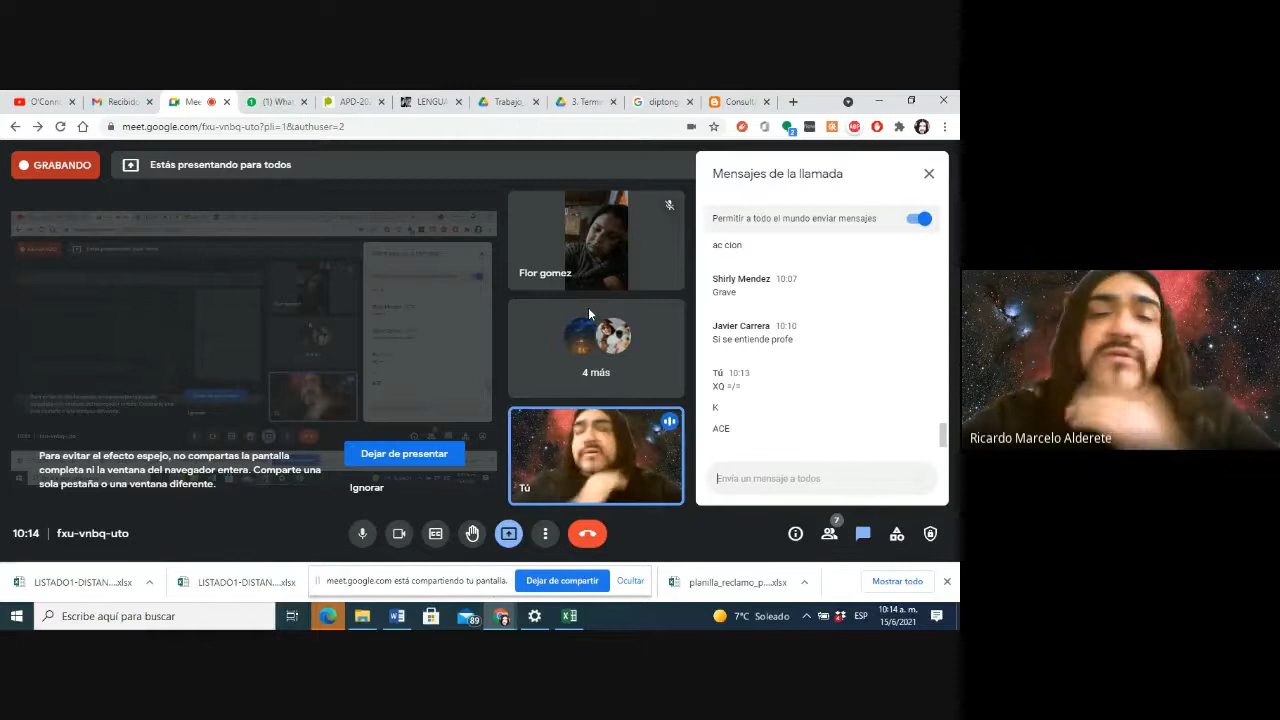 O'Conn
Recibido
Mee
(1) What
APD-20
LENGUA
Trabajo_
3. Terme
diptong
Consult
meet.google.com/fxu-vnbq-uto?pli=1&authuser=2
GRABANDO
Estás presentando para todos
Flor gomez
4 más
Tú
Para evitar el efecto espejo, no compartas la pantalla
completa ni la ventana del navegador entera. Comparte una
sola pestaña o una ventana diferente.
Dejar de presentar
Ignorar
Mensajes de la llamada
Permitir a todo el mundo enviar mensajes
ac cion
Shirly Mendez 10:07
Grave
Javier Carrera 10:10
Si se entiende profe
Tú 10:13
XQ =/=
K
ACE
Envía un mensaje a todos
10:14 fxu-vnbq-uto
7
LISTADO1-DISTAN....xlsx
LISTADO1-DISTAN....xlsx
meet.google.com está compartiendo tu pantalla.
Dejar de compartir
Ocultar
planilla_reclamo_p....xlsx
Mostrar todo
Escribe aquí para buscar
89
7°C Soleado
ESP
10:14 a. m.
15/6/2021
Ricardo Marcelo Alderete